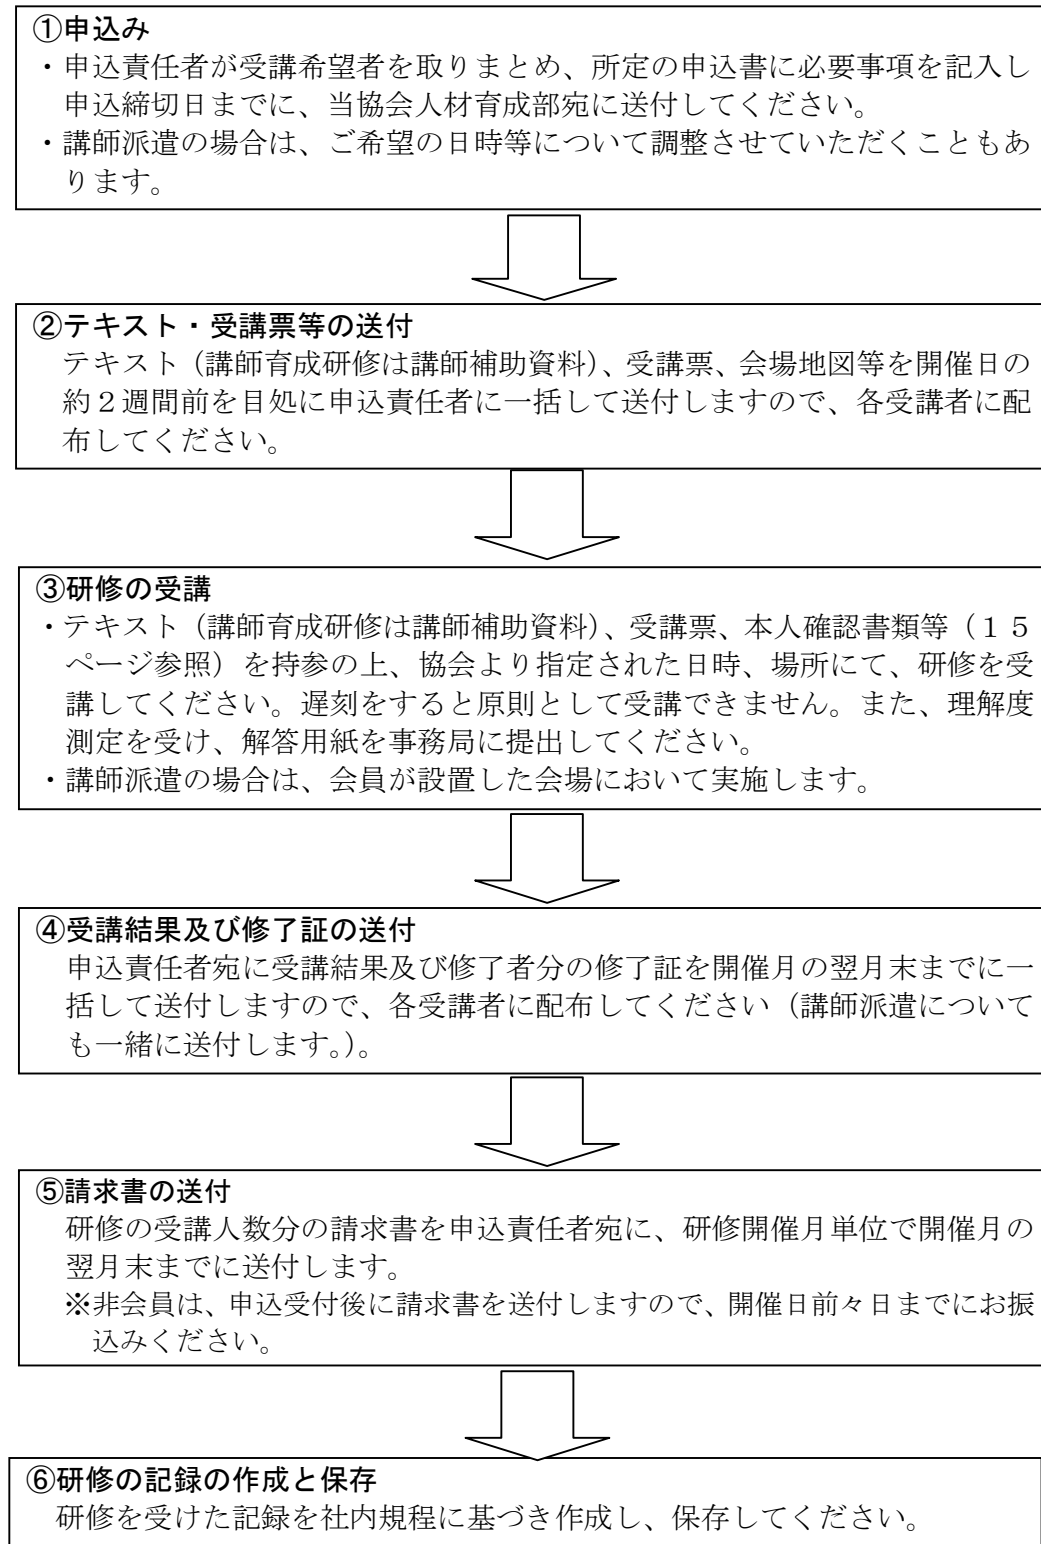 ①申込み
・申込責任者が受講希望者を取りまとめ、所定の申込書に必要事項を記入し
申込締切日までに、当協会人材育成部宛に送付してください。
・講師派遣の場合は、ご希望の日時等について調整させていただくこともあ
ります。
②テキスト・受講票等の送付
テキスト（講師育成研修は講師補助資料）、受講票、会場地図等を開催日の
約２週間前を目処に申込責任者に一括して送付しますので、各受講者に配
布してください。
③研修の受講
・テキスト（講師育成研修は講師補助資料）、受講票、本人確認書類等（１５
ページ参照）を持参の上、協会より指定された日時、場所にて、研修を受
講してください。遅刻をすると原則として受講できません。また、理解度
測定を受け、解答用紙を事務局に提出してください。
・講師派遣の場合は、会員が設置した会場において実施します。
④受講結果及び修了証の送付
申込責任者宛に受講結果及び修了者分の修了証を開催月の翌月末までに一
括して送付しますので、各受講者に配布してください（講師派遣について
も一緒に送付します。）。
⑤請求書の送付
研修の受講人数分の請求書を申込責任者宛に、研修開催月単位で開催月の
翌月末までに送付します。
※非会員は、申込受付後に請求書を送付しますので、開催日前々日までにお振
込みください。
⑥研修の記録の作成と保存
研修を受けた記録を社内規程に基づき作成し、保存してください。